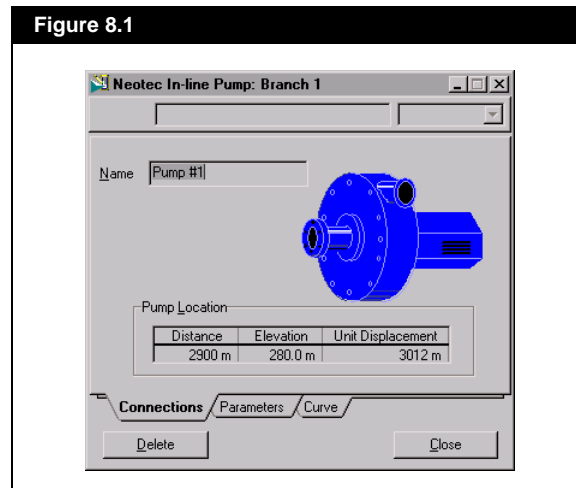 Figure 8.1
Neotec In-line Pump: Branch 1
Name Pump #1
Pump Location
Distance Elevation Unit Displacement
2900 m 280.0 m 3012 m
Connections Parameters Curve
Delete Close